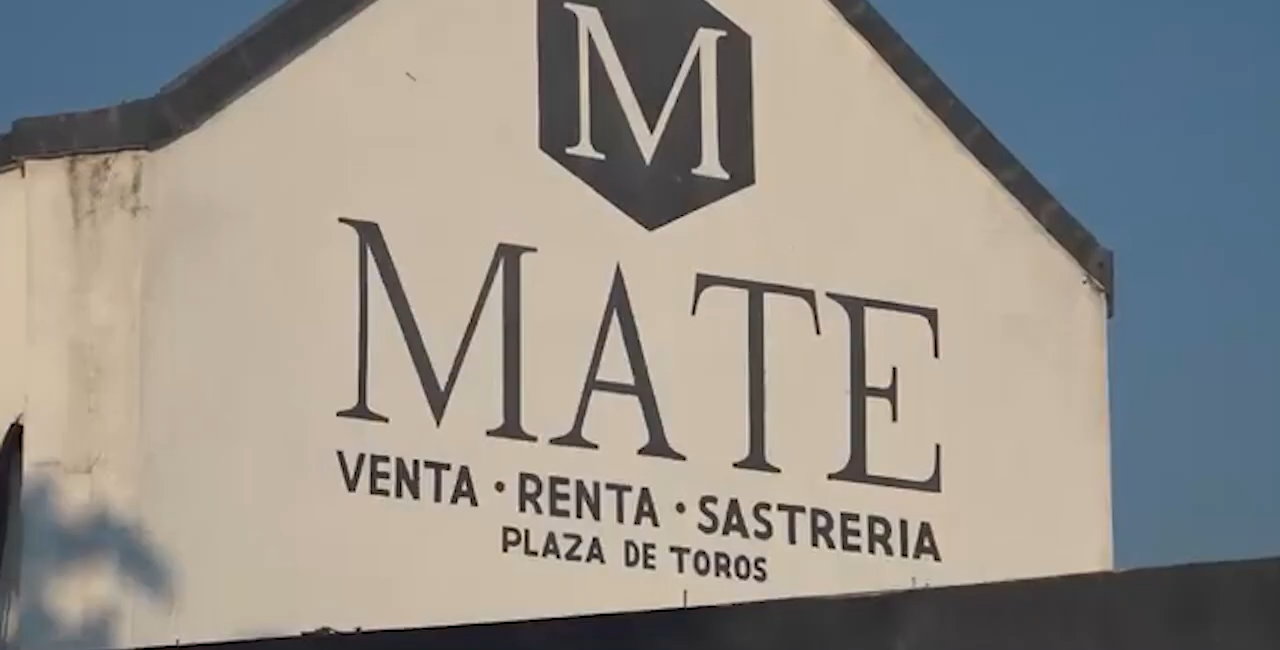 M
MATE
VENTA · RENTA · SASTRERIA
PLAZA DE TOROS